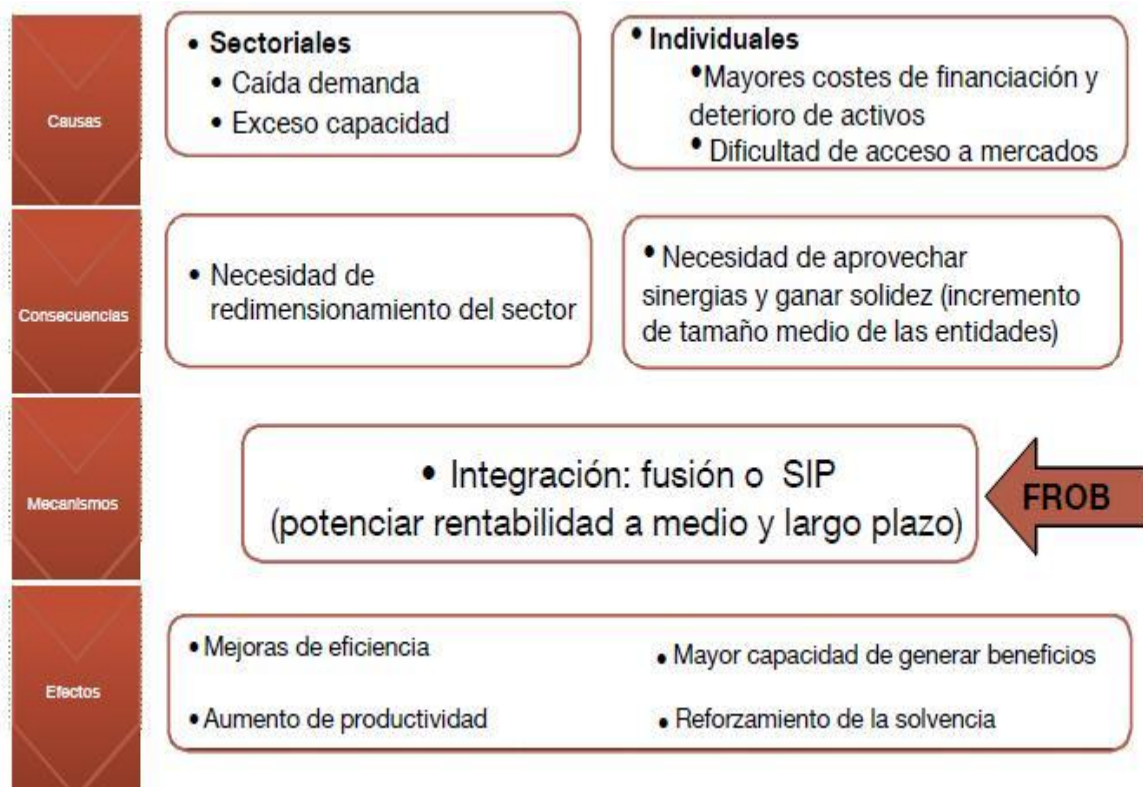 Causas
• Sectoriales
• Caída demanda
• Exceso capacidad
• Individuales
•Mayores costes de financiación y
deterioro de activos
• Dificultad de acceso a mercados
Consecuencias
• Necesidad de
redimensionamiento del sector
• Necesidad de aprovechar
sinergias y ganar solidez (incremento
de tamaño medio de las entidades)
Mecanismos
• Integración: fusión o SIP
(potenciar rentabilidad a medio y largo plazo)
FROB
Efectos
• Mejoras de eficiencia
• Mayor capacidad de generar beneficios
• Aumento de productividad
• Reforzamiento de la solvencia